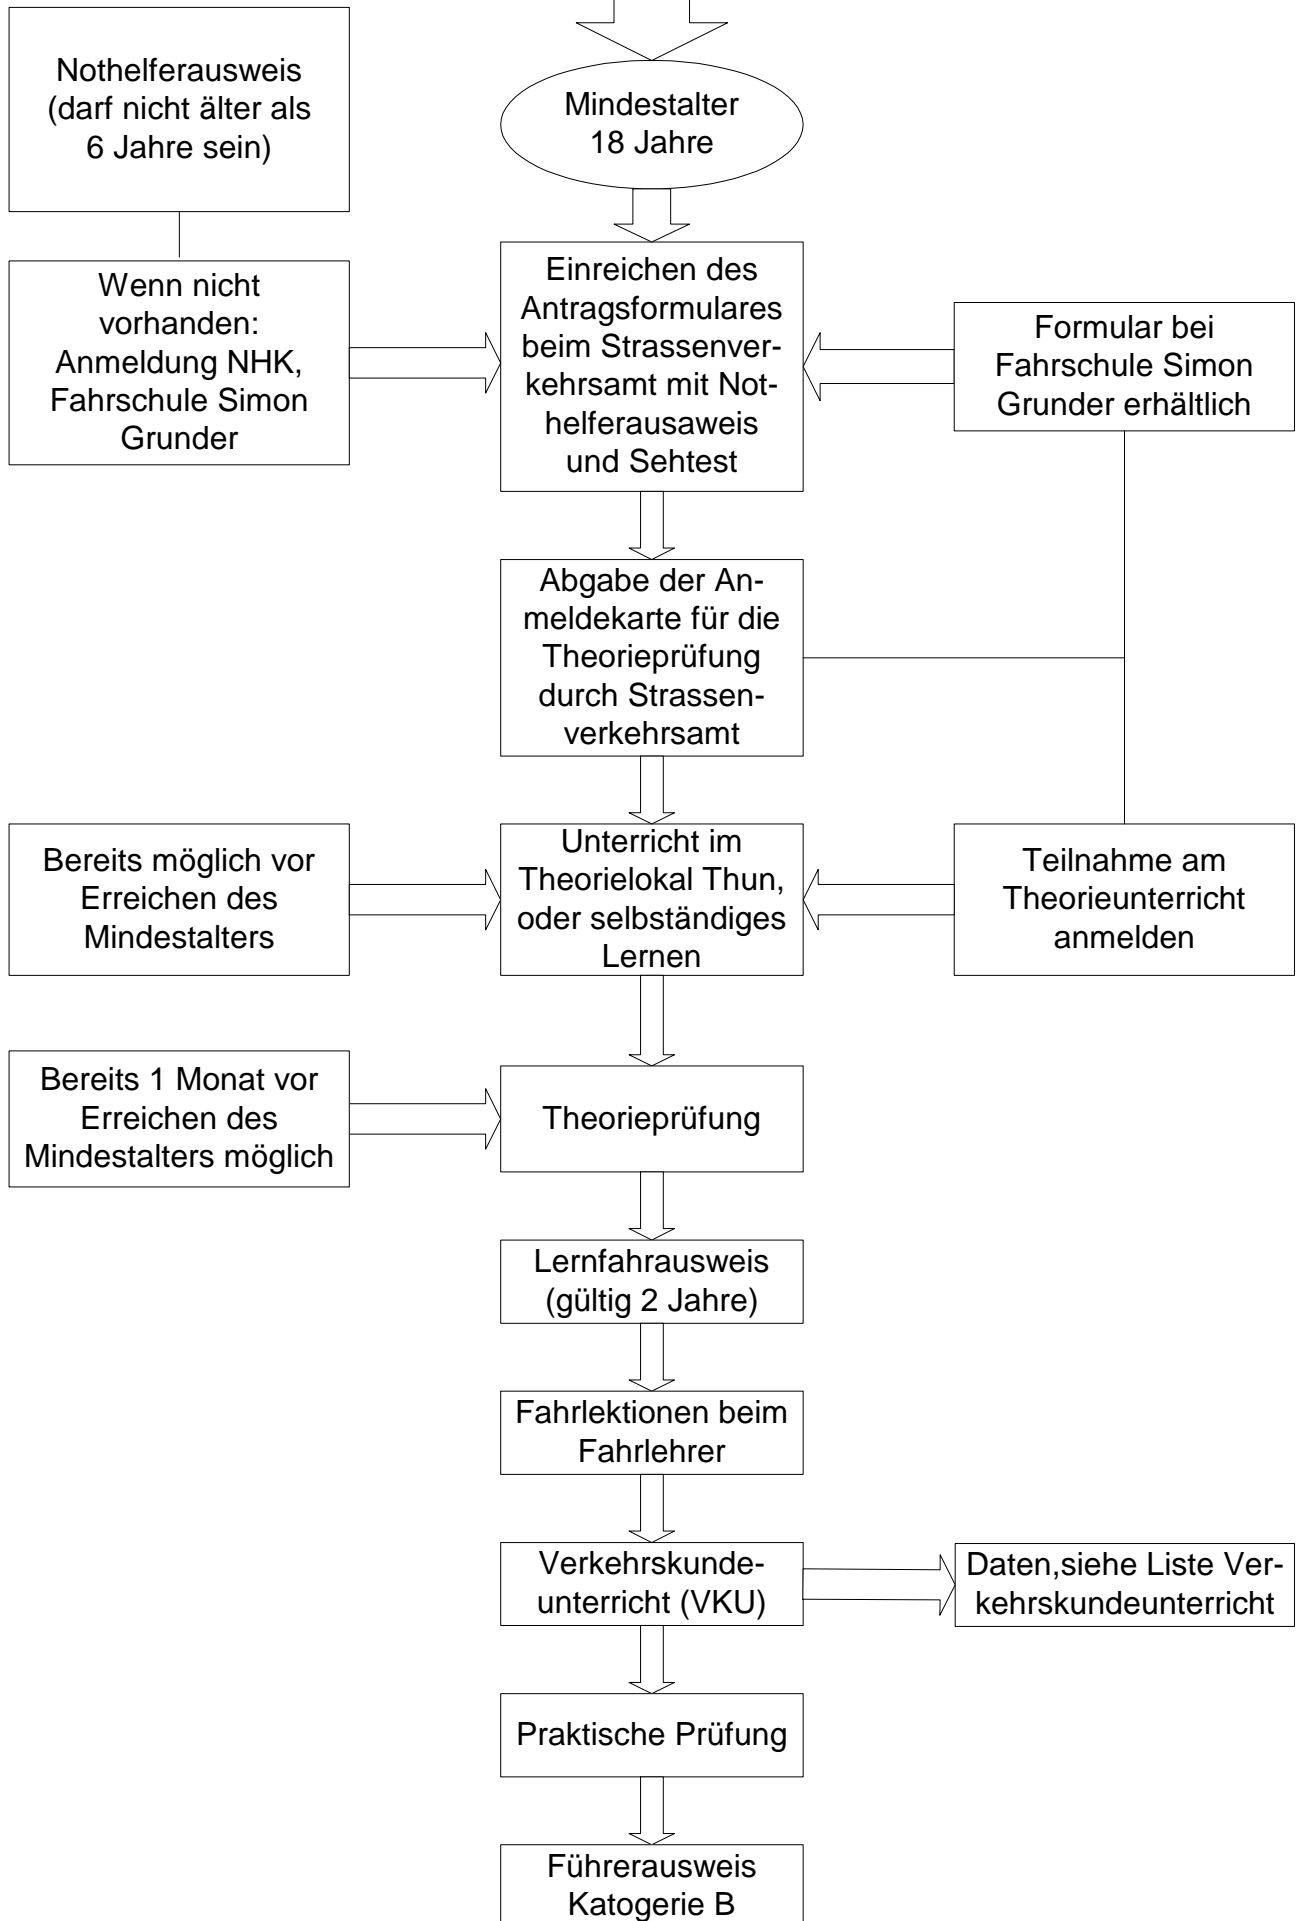 Nothelferausweis
(darf nicht älter als
6 Jahre sein)
Mindestalter
18 Jahre
Wenn nicht
vorhanden:
Anmeldung NHK,
Fahrschule Simon
Grunder
Einreichen des
Antragsformulares
beim Strassenver-
kehrsamt mit Not-
helferausaweis
und Sehtest
Formular bei
Fahrschule Simon
Grunder erhältlich
Abgabe der An-
meldekarte für die
Theorieprüfung
durch Strassen-
verkehrsamt
Bereits möglich vor
Erreichen des
Mindestalters
Unterricht im
Theorielokal Thun,
oder selbständiges
Lernen
Teilnahme am
Theorieunterricht
anmelden
Bereits 1 Monat vor
Erreichen des
Mindestalters möglich
Theorieprüfung
Lernfahrausweis
(gültig 2 Jahre)
Fahrlektionen beim
Fahrlehrer
Verkehrskunde-
unterricht (VKU)
Daten,siehe Liste Ver-
kehrskundeunterricht
Praktische Prüfung
Führerausweis
Katogerie B